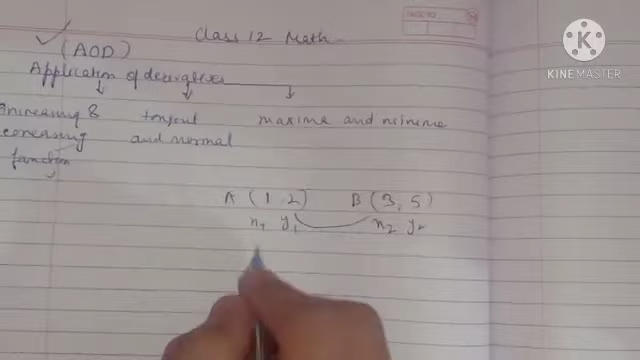 Class 12 Math
(AOD)
Application of derivatives
increasing & tangent maxima and minima
decreasing and normal
function
A (1, 2) B (3, 5)
x1 y1 x2 y2
KINEMASTER